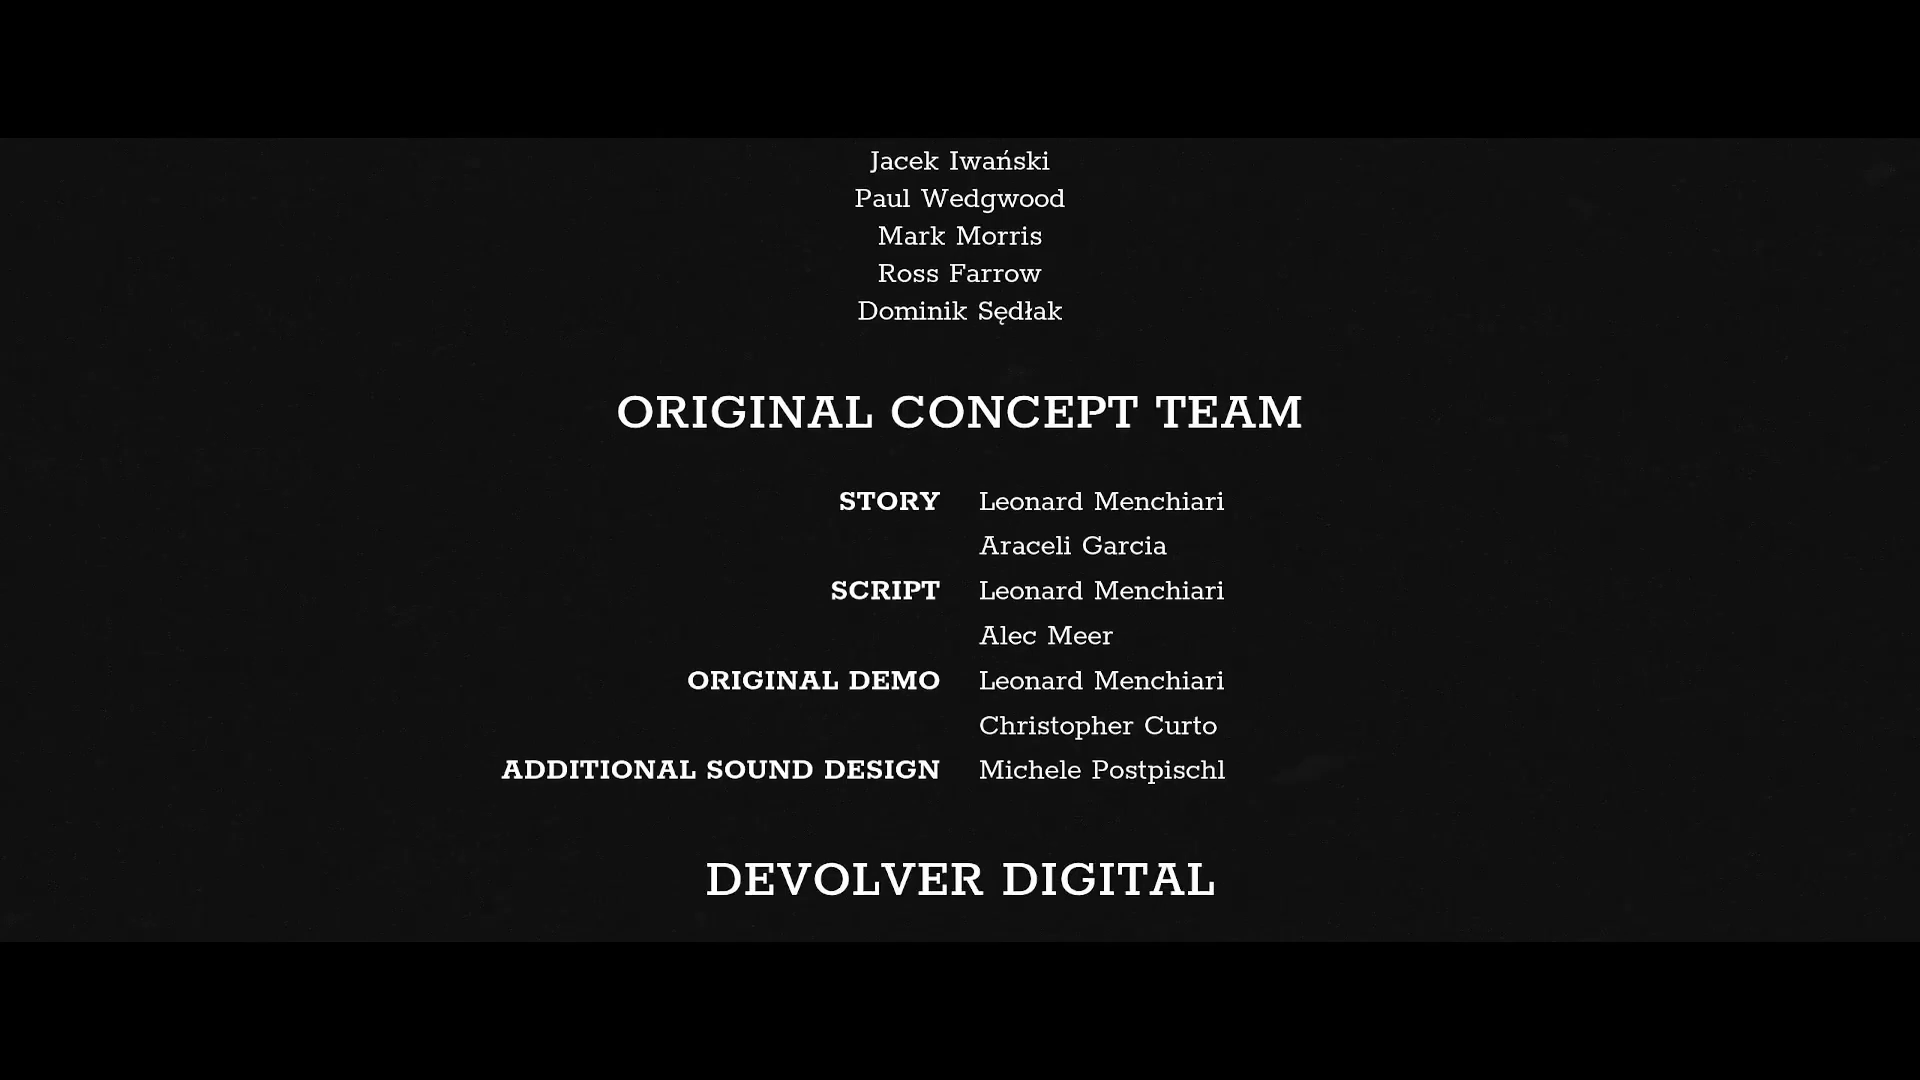 Jacek Iwański
Paul Wedgwood
Mark Morris
Ross Farrow
Dominik Sędłak
ORIGINAL CONCEPT TEAM
STORY Leonard Menchiari
Araceli Garcia
SCRIPT Leonard Menchiari
Alec Meer
ORIGINAL DEMO Leonard Menchiari
Christopher Curto
ADDITIONAL SOUND DESIGN Michele Postpischl
DEVOLVER DIGITAL